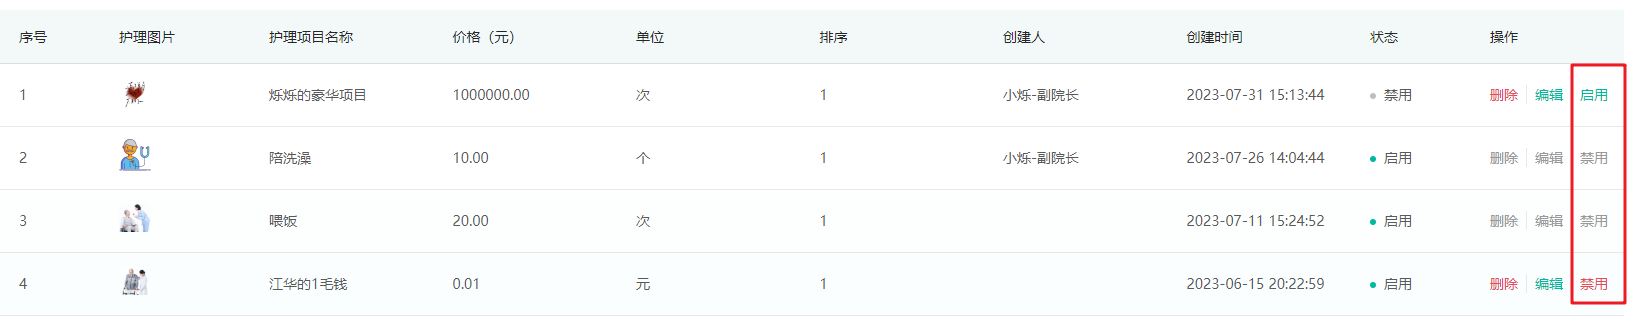 序号 护理图片 护理项目名称 价格（元） 单位 排序 创建人 创建时间 状态 操作
1 烁烁的豪华项目 1000000.00 次 1 小烁-副院长 2023-07-31 15:13:44 禁用 删除 编辑 启用
2 陪洗澡 10.00 个 1 小烁-副院长 2023-07-26 14:04:44 启用 删除 编辑 禁用
3 喂饭 20.00 次 1 2023-07-11 15:24:52 启用 删除 编辑 禁用
4 江华的1毛钱 0.01 元 1 2023-06-15 20:22:59 启用 删除 编辑 禁用